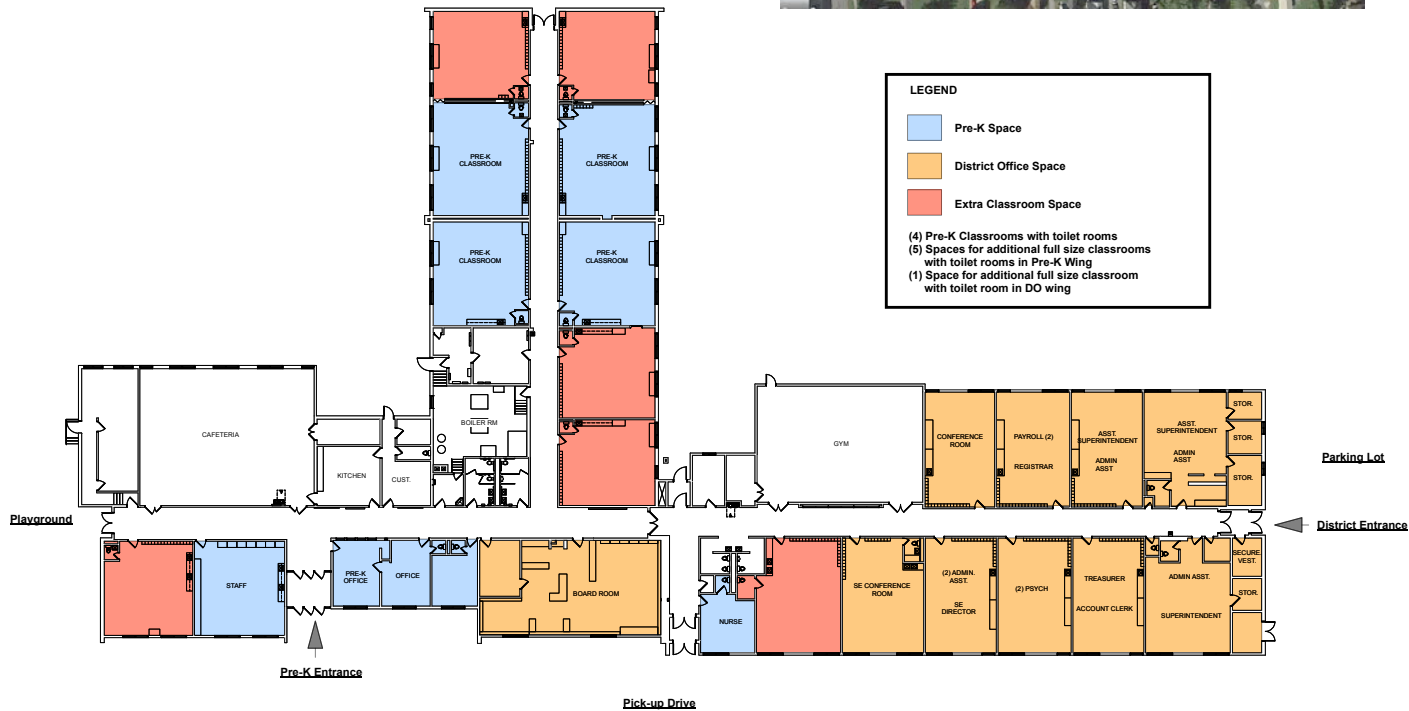 LEGEND
Pre-K Space
District Office Space
Extra Classroom Space
(4) Pre-K Classrooms with toilet rooms
(5) Spaces for additional full size classrooms
with toilet rooms in Pre-K Wing
(1) Space for additional full size classroom
with toilet room in DO wing
PRE-K
CLASSROOM
PRE-K
CLASSROOM
PRE-K
CLASSROOM
PRE-K
CLASSROOM
CAFETERIA
BOILER RM
KITCHEN
CUST.
GYM
CONFERENCE
ROOM
PAYROLL (2)
REGISTRAR
ASST.
SUPERINTENDENT
ADMIN
ASST
ASST.
SUPERINTENDENT
ADMIN
ASST
STOR.
STOR.
STOR.
Parking Lot
Playground
District Entrance
STAFF
PRE-K
OFFICE
OFFICE
BOARD ROOM
NURSE
SE CONFERENCE
ROOM
(2) ADMIN.
ASST.
SE
DIRECTOR
(2) PSYCH
TREASURER
ACCOUNT CLERK
ADMIN ASST.
SUPERINTENDENT
SECURE
VEST.
STOR.
Pre-K Entrance
Pick-up Drive